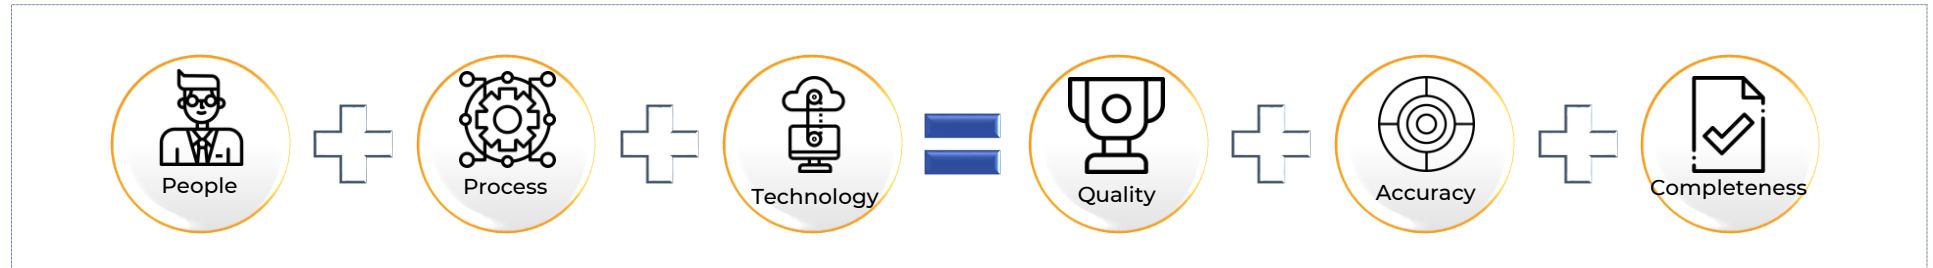 People
Process
Technology
Quality
Accuracy
Completeness